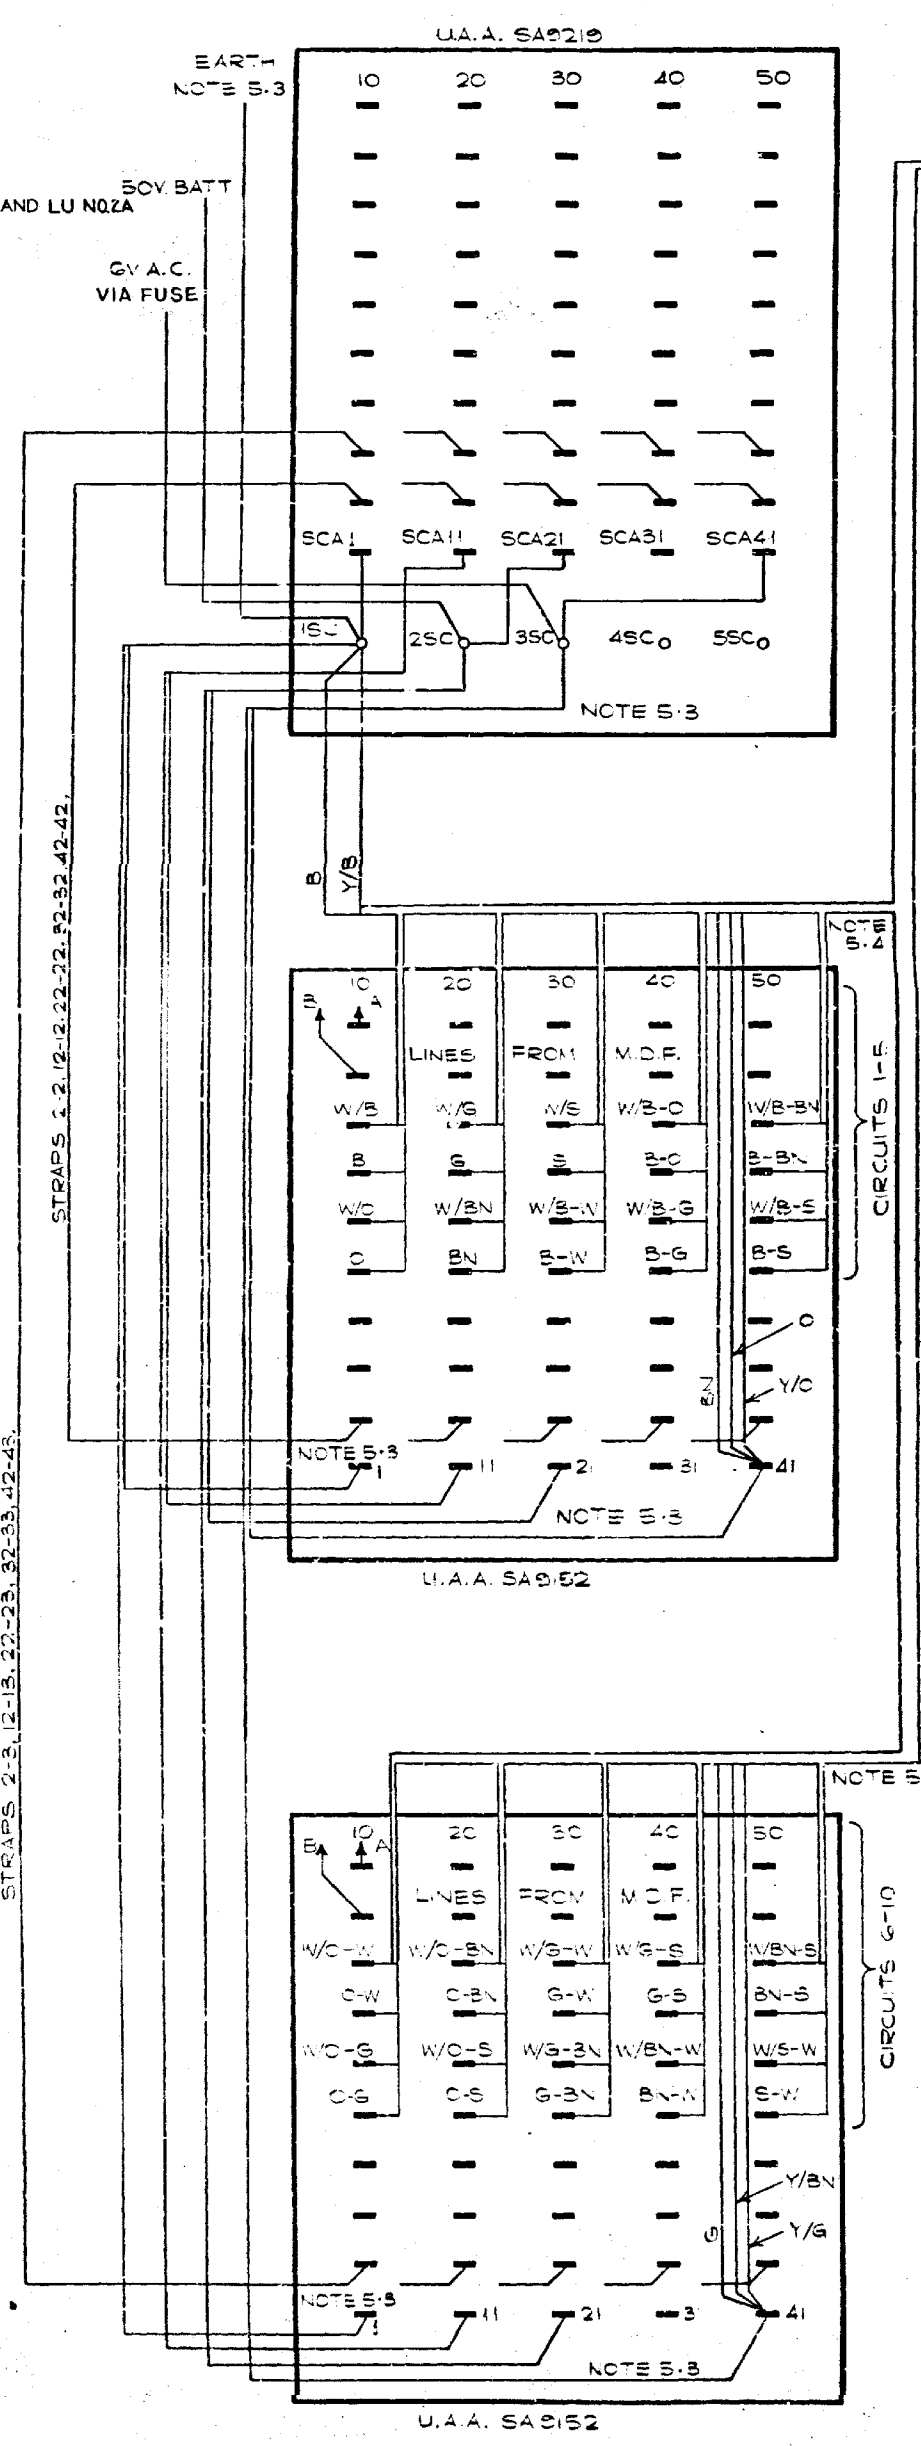 U.A.A. SA9219
EARTH
NOTE 5.3
10 20 30 40 50
50V. BATT
AND LU NO.2A
6V A.C.
VIA FUSE
SCA1 SCA11 SCA21 SCA31 SCA41
1SC 2SC 3SC 4SC 5SC
NOTE 5.3
B
Y/B
STRAPS 2-2, 12-12, 22-22, 32-32, 42-42,
NOTE
5.4
10 20 30 40 50
B A
LINES FROM M.D.F.
W/B W/G W/S W/B-O W/B-BN
B G S B-O B-BN
W/O W/BN W/B-W W/B-G W/B-S
O BN B-W B-G B-S
CIRCUITS 1-5
O
BN
Y/O
NOTE 5.3
1 11 21 31 41
NOTE 5.3
U.A.A. SA9152
STRAPS 2-3, 12-13, 22-23, 32-33, 42-43,
NOTE 5
10 20 30 40 50
B A
LINES FROM M.D.F.
W/O-W W/O-BN W/G-W W/G-S W/BN-S
O-W O-BN G-W G-S BN-S
W/O-G W/O-S W/G-BN W/BN-W W/S-W
O-G O-S G-BN BN-W S-W
CIRCUITS 6-10
Y/BN
G
Y/G
NOTE 5.3
1 11 21 3 41
NOTE 5.3
U.A.A. SA9152